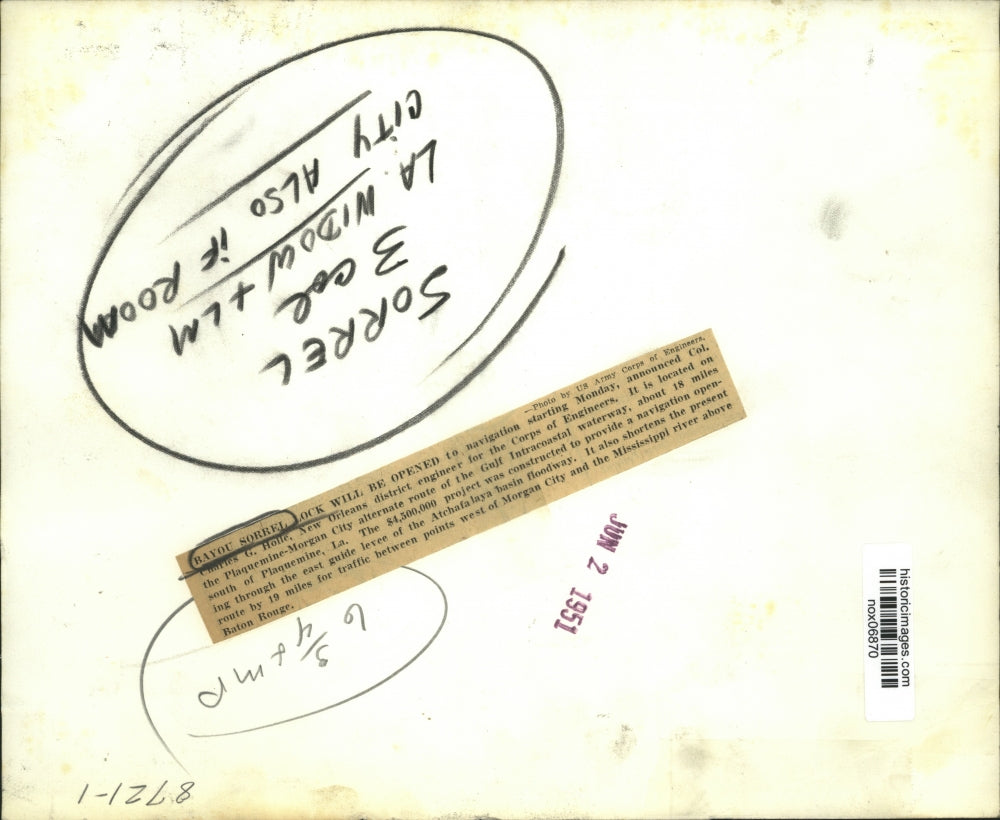 SORREL
3 COL
LA WIDOW + LM
CITY ALSO IF ROOM
—Photo by US Army Corps of Engineers.
BAYOU SORREL LOCK WILL BE OPENED to navigation starting Monday, announced Col.
Charles G. Holle, New Orleans district engineer for the Corps of Engineers. It is located on
the Plaquemine-Morgan City alternate route of the Gulf Intracoastal waterway, about 18 miles
south of Plaquemine, La. The $4,500,000 project was constructed to provide a navigation open-
ing through the east guide levee of the Atchafalaya basin floodway. It also shortens the present
route by 19 miles for traffic between points west of Morgan City and the Mississippi river above
Baton Rouge.
JUN 2 1951
historicimages.com
nox06870
8721-1